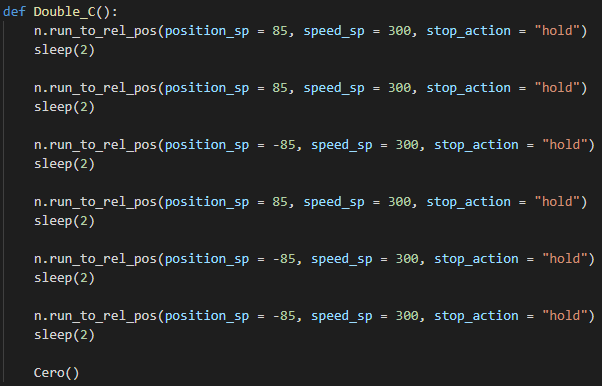 def Double_C():
    n.run_to_rel_pos(position_sp = 85, speed_sp = 300, stop_action = "hold")
    sleep(2)

    n.run_to_rel_pos(position_sp = 85, speed_sp = 300, stop_action = "hold")
    sleep(2)

    n.run_to_rel_pos(position_sp = -85, speed_sp = 300, stop_action = "hold")
    sleep(2)

    n.run_to_rel_pos(position_sp = 85, speed_sp = 300, stop_action = "hold")
    sleep(2)

    n.run_to_rel_pos(position_sp = -85, speed_sp = 300, stop_action = "hold")
    sleep(2)

    n.run_to_rel_pos(position_sp = -85, speed_sp = 300, stop_action = "hold")
    sleep(2)

    Cero()